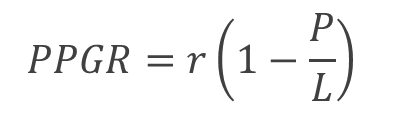 PPGR = r(1 − P/L)